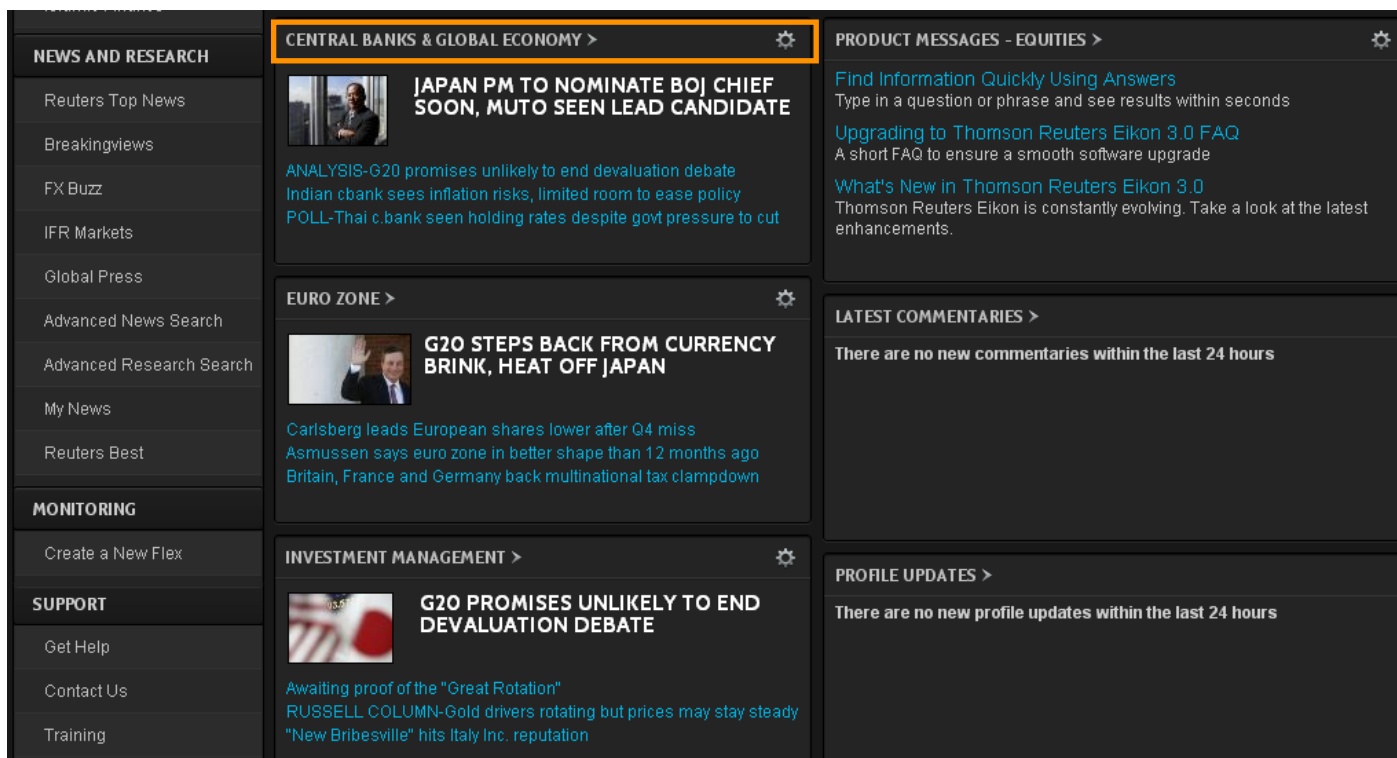 NEWS AND RESEARCH
Reuters Top News
Breakingviews
FX Buzz
IFR Markets
Global Press
Advanced News Search
Advanced Research Search
My News
Reuters Best
MONITORING
Create a New Flex
SUPPORT
Get Help
Contact Us
Training
CENTRAL BANKS & GLOBAL ECONOMY >
JAPAN PM TO NOMINATE BOJ CHIEF
SOON, MUTO SEEN LEAD CANDIDATE
ANALYSIS-G20 promises unlikely to end devaluation debate
Indian cbank sees inflation risks, limited room to ease policy
POLL-Thai c.bank seen holding rates despite govt pressure to cut
EURO ZONE >
G20 STEPS BACK FROM CURRENCY
BRINK, HEAT OFF JAPAN
Carlsberg leads European shares lower after Q4 miss
Asmussen says euro zone in better shape than 12 months ago
Britain, France and Germany back multinational tax clampdown
INVESTMENT MANAGEMENT >
G20 PROMISES UNLIKELY TO END
DEVALUATION DEBATE
Awaiting proof of the "Great Rotation"
RUSSELL COLUMN-Gold drivers rotating but prices may stay steady
"New Bribesville" hits Italy Inc. reputation
PRODUCT MESSAGES - EQUITIES >
Find Information Quickly Using Answers
Type in a question or phrase and see results within seconds
Upgrading to Thomson Reuters Eikon 3.0 FAQ
A short FAQ to ensure a smooth software upgrade
What's New in Thomson Reuters Eikon 3.0
Thomson Reuters Eikon is constantly evolving. Take a look at the latest
enhancements.
LATEST COMMENTARIES >
There are no new commentaries within the last 24 hours
PROFILE UPDATES >
There are no new profile updates within the last 24 hours